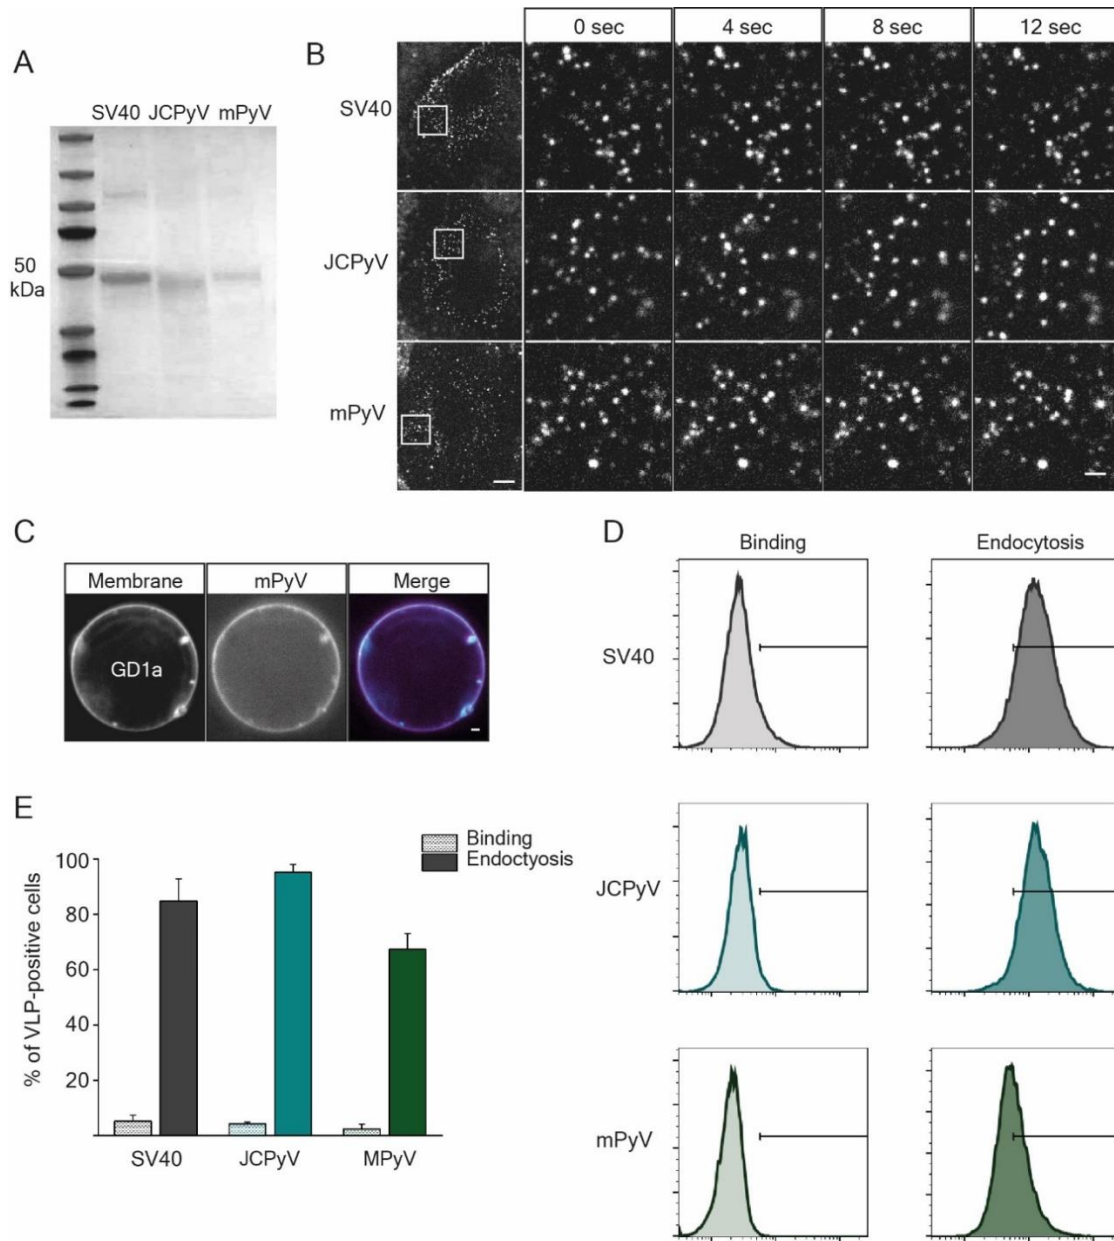 A
SV40 JCPyV mPyV
50
kDa
B
0 sec 4 sec 8 sec 12 sec
SV40
JCPyV
mPyV
C
Membrane mPyV Merge
GD1a
D
Binding Endocytosis
SV40
JCPyV
mPyV
E
Binding
Endoctyosis
% of VLP-positive cells
100
80
60
40
20
SV40 JCPyV MPyV